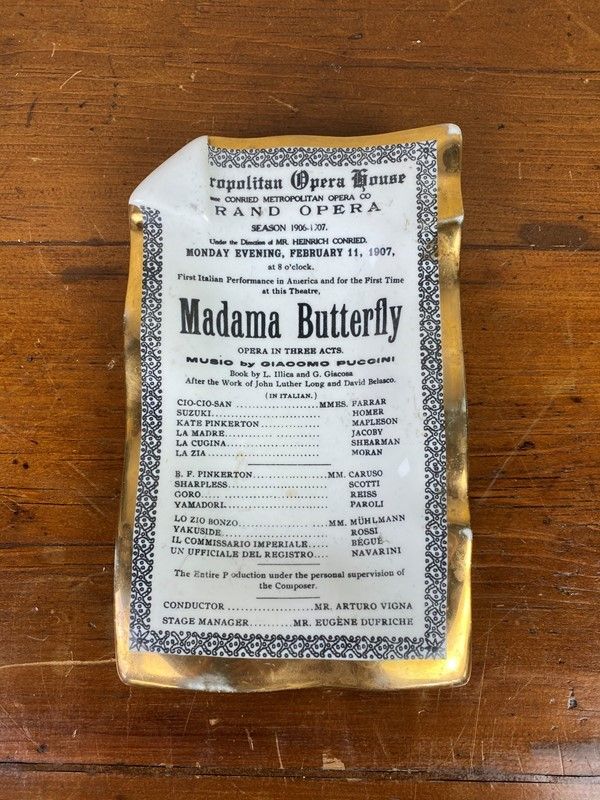 ropolitan Opera House
CONRIED METROPOLITAN OPERA CO
RAND OPERA
SEASON 1906-1907.
Under the Direction of MR. HEINRICH CONRIED.
MONDAY EVENING, FEBRUARY 11, 1907,
at 8 o'clock.
First Italian Performance in America and for the First Time
at this Theatre,
Madama Butterfly
OPERA IN THREE ACTS.
MUSIC by GIACOMO PUCCINI
Book by L. Illica and G. Giacosa
After the Work of John Luther Long and David Belasco.
(IN ITALIAN.)
CIO-CIO-SAN .................. MMES. FARRAR
SUZUKI .................. HOMER
KATE PINKERTON .................. MAPLESON
LA MADRE .................. JACOBY
LA CUGINA .................. SHEARMAN
LA ZIA .................. MORAN
B. F. PINKERTON .................. MM. CARUSO
SHARPLESS .................. SCOTTI
GORO .................. REISS
YAMADORI .................. PAROLI
LO ZIO BONZO .................. MM. MÜHLMANN
YAKUSIDE .................. ROSSI
IL COMMISSARIO IMPERIALE ..... BÉGUÉ
UN UFFICIALE DEL REGISTRO .... NAVARINI
The Entire P oduction under the personal supervision of
the Composer.
CONDUCTOR .................. MR. ARTURO VIGNA
STAGE MANAGER .................. MR. EUGÈNE DUFRICHE